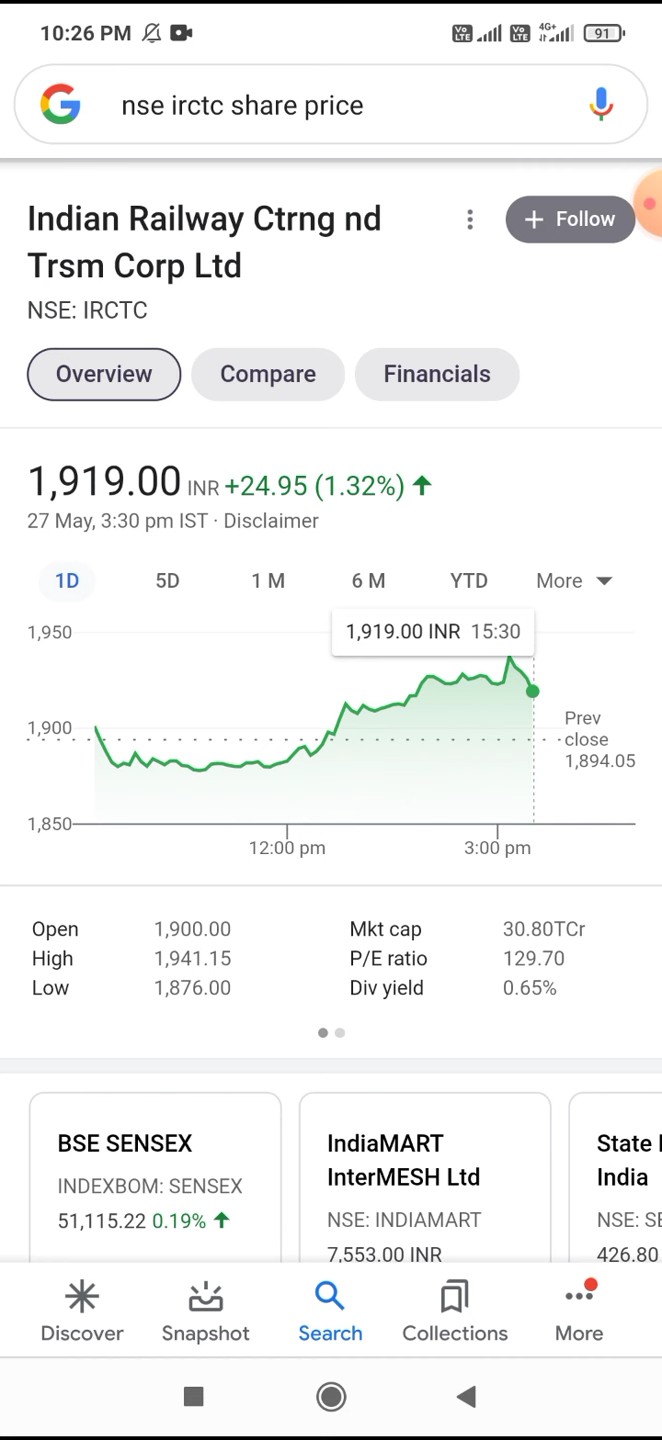 10:26 PM
Vo LTE Vo LTE 4G+ 91
nse irctc share price
Indian Railway Ctrng nd
Trsm Corp Ltd
+ Follow
NSE: IRCTC
Overview Compare Financials
1,919.00 INR +24.95 (1.32%) ↑
27 May, 3:30 pm IST · Disclaimer
1D 5D 1 M 6 M YTD More
1,950
1,919.00 INR 15:30
1,900
Prev
close
1,894.05
1,850
12:00 pm 3:00 pm
Open 1,900.00 Mkt cap 30.80TCr
High 1,941.15 P/E ratio 129.70
Low 1,876.00 Div yield 0.65%
BSE SENSEX
INDEXBOM: SENSEX
51,115.22 0.19% ↑
IndiaMART
InterMESH Ltd
NSE: INDIAMART
7,553.00 INR
State
India
NSE:
426.80
Discover Snapshot Search Collections More